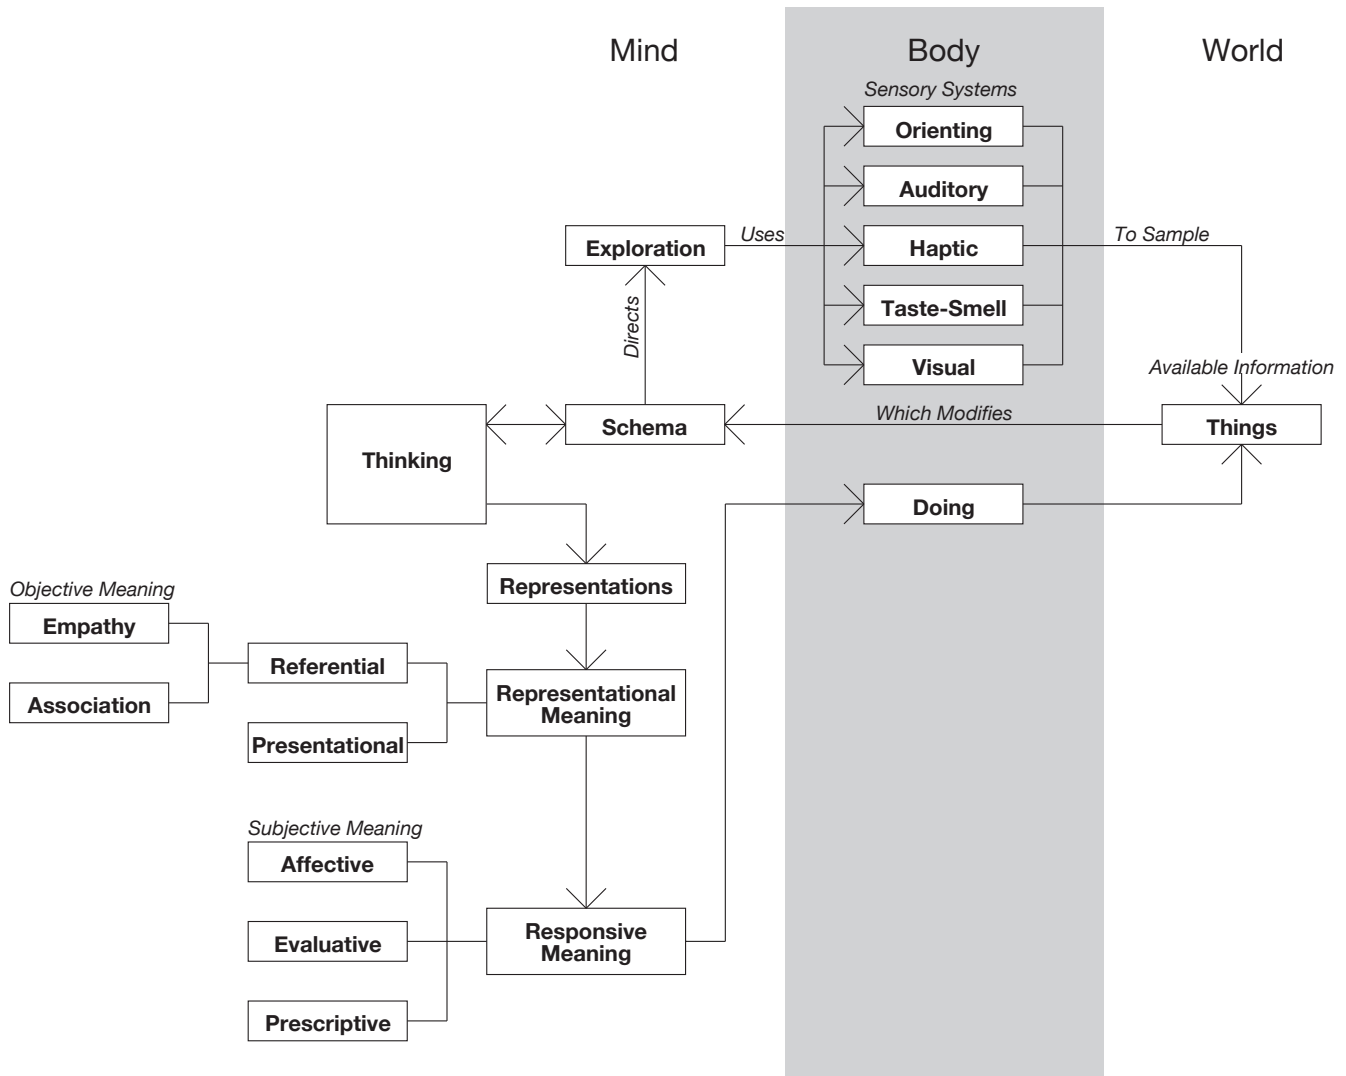 Mind
Body
World
Sensory Systems
Orienting
Auditory
Exploration
Uses
Haptic
To Sample
Directs
Taste-Smell
Visual
Available Information
Thinking
Schema
Which Modifies
Things
Doing
Representations
Objective Meaning
Empathy
Association
Referential
Presentational
Representational
Meaning
Subjective Meaning
Affective
Evaluative
Prescriptive
Responsive
Meaning